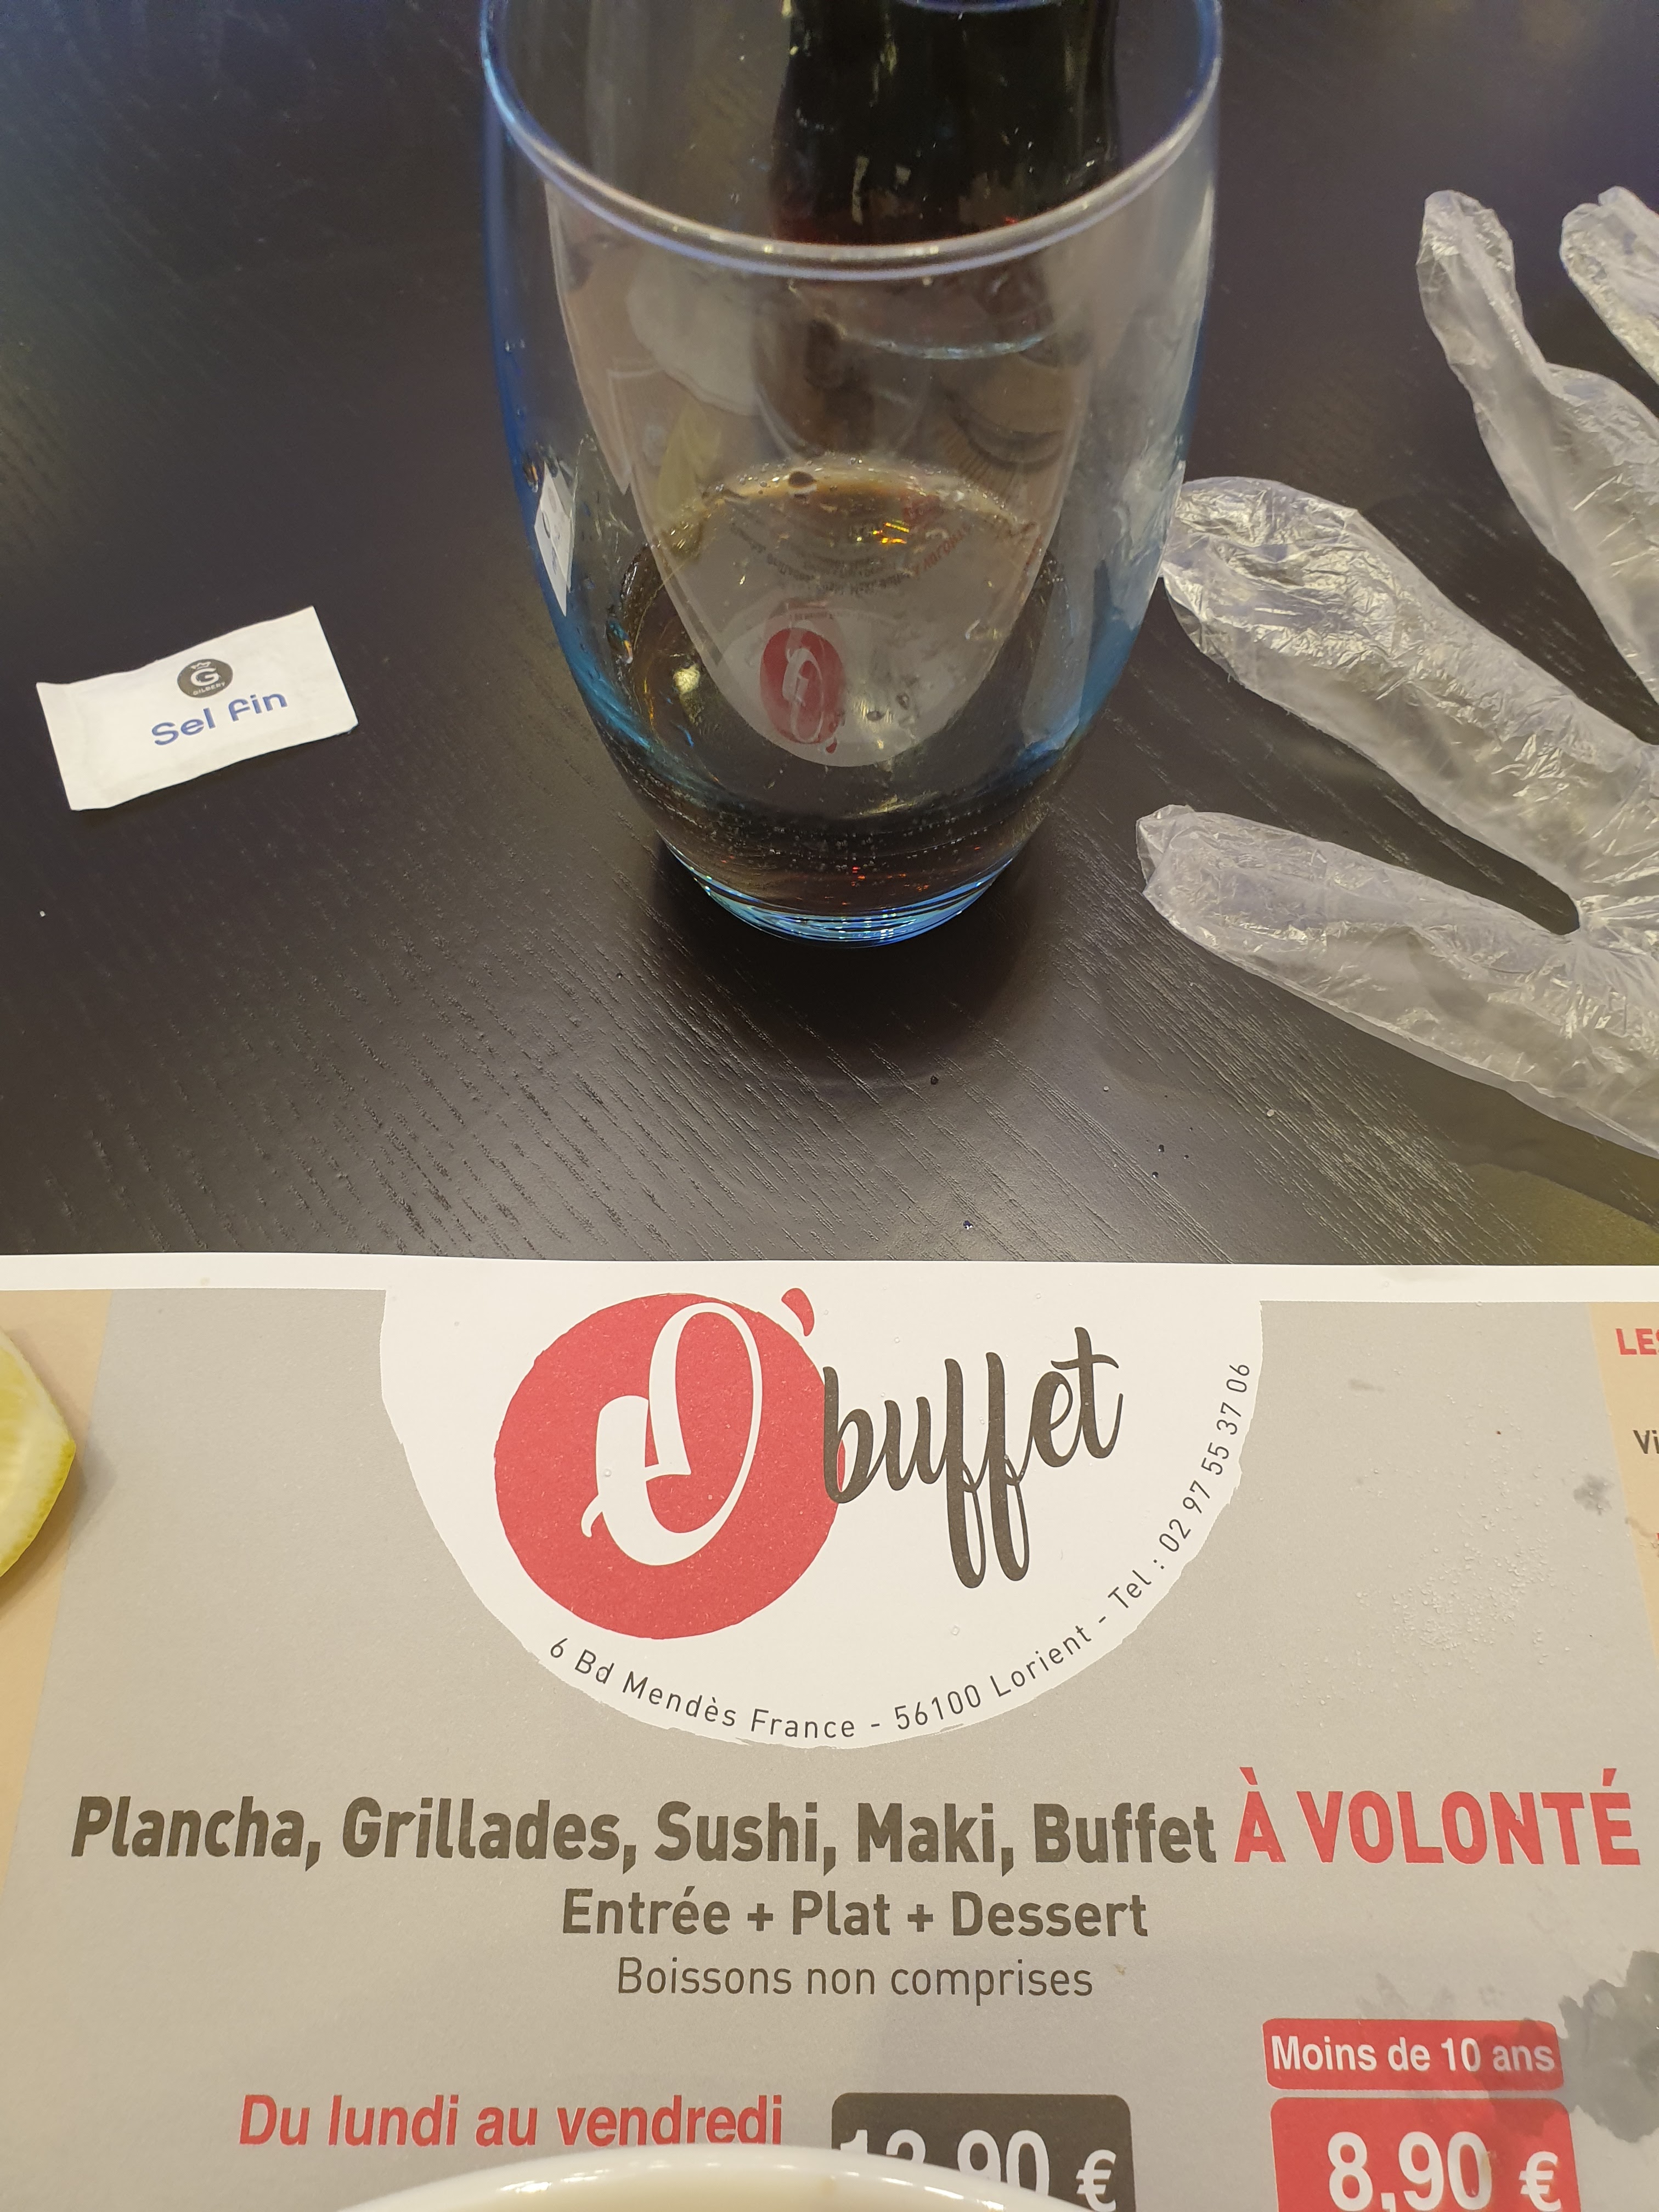 G
GILBERT
Sel fin
O'buffet
6 Bd Mendès France - 56100 Lorient - Tel : 02 97 55 37 06
Plancha, Grillades, Sushi, Maki, Buffet À VOLONTÉ
Entrée + Plat + Dessert
Boissons non comprises
Moins de 10 ans
Du lundi au vendredi
8,90 €